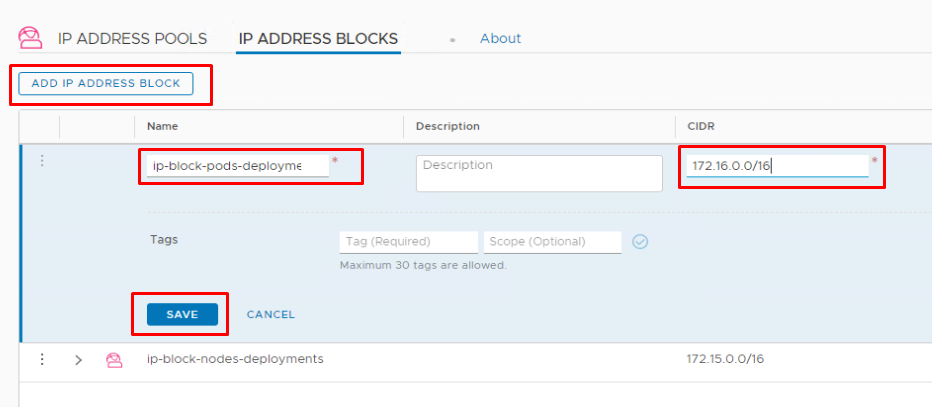 IP ADDRESS POOLS IP ADDRESS BLOCKS About
ADD IP ADDRESS BLOCK
Name Description CIDR
ip-block-pods-deployme * Description 172.16.0.0/16 *
Tags Tag (Required) Scope (Optional)
Maximum 30 tags are allowed.
SAVE CANCEL
ip-block-nodes-deployments 172.15.0.0/16